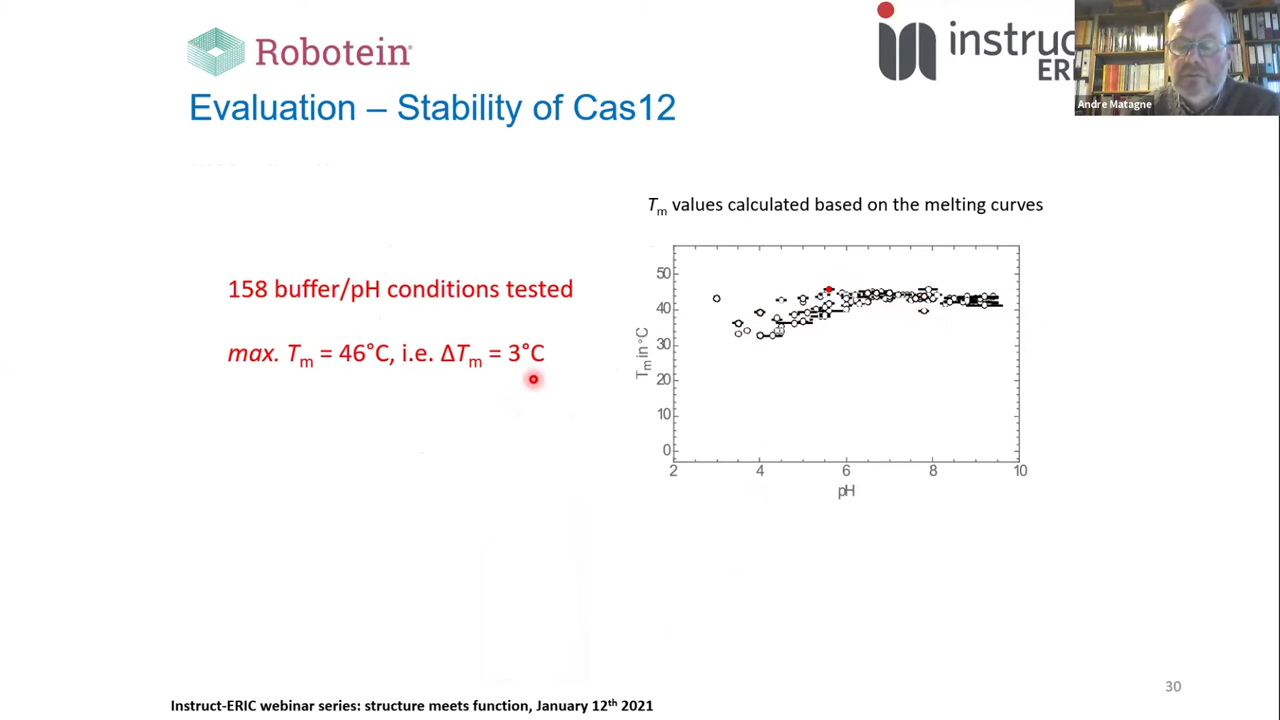 Robotein®
instruc
ERI
Andre Matagne
Evaluation – Stability of Cas12
Tm values calculated based on the melting curves
158 buffer/pH conditions tested
max. Tm = 46°C, i.e. ΔTm = 3°C
50
40
30
20
10
0
Tm in °C
2 4 6 8 10
pH
30
Instruct-ERIC webinar series: structure meets function, January 12th 2021